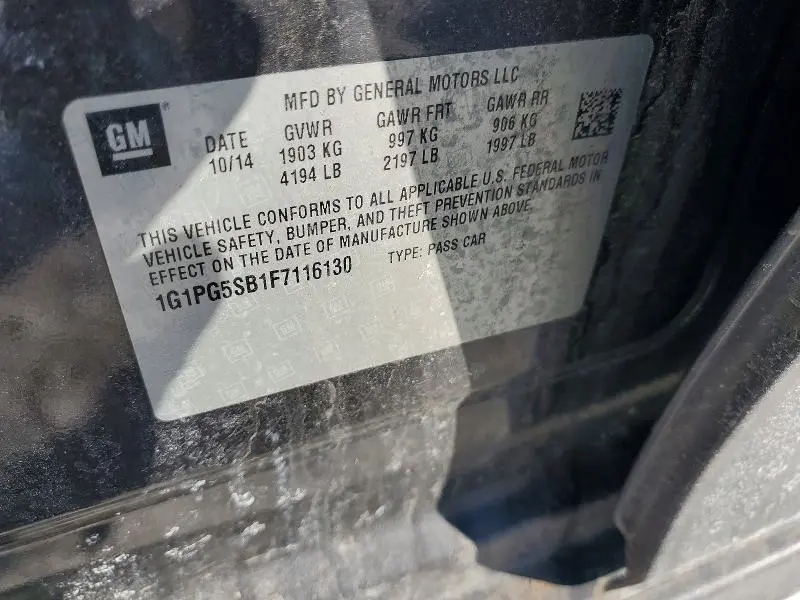 GM
MFD BY GENERAL MOTORS LLC
DATE GVWR GAWR FRT GAWR RR
10/14 1903 KG 997 KG 906 KG
4194 LB 2197 LB 1997 LB
THIS VEHICLE CONFORMS TO ALL APPLICABLE U.S. FEDERAL MOTOR
VEHICLE SAFETY, BUMPER, AND THEFT PREVENTION STANDARDS IN
EFFECT ON THE DATE OF MANUFACTURE SHOWN ABOVE.
1G1PG5SB1F7116130 TYPE: PASS CAR